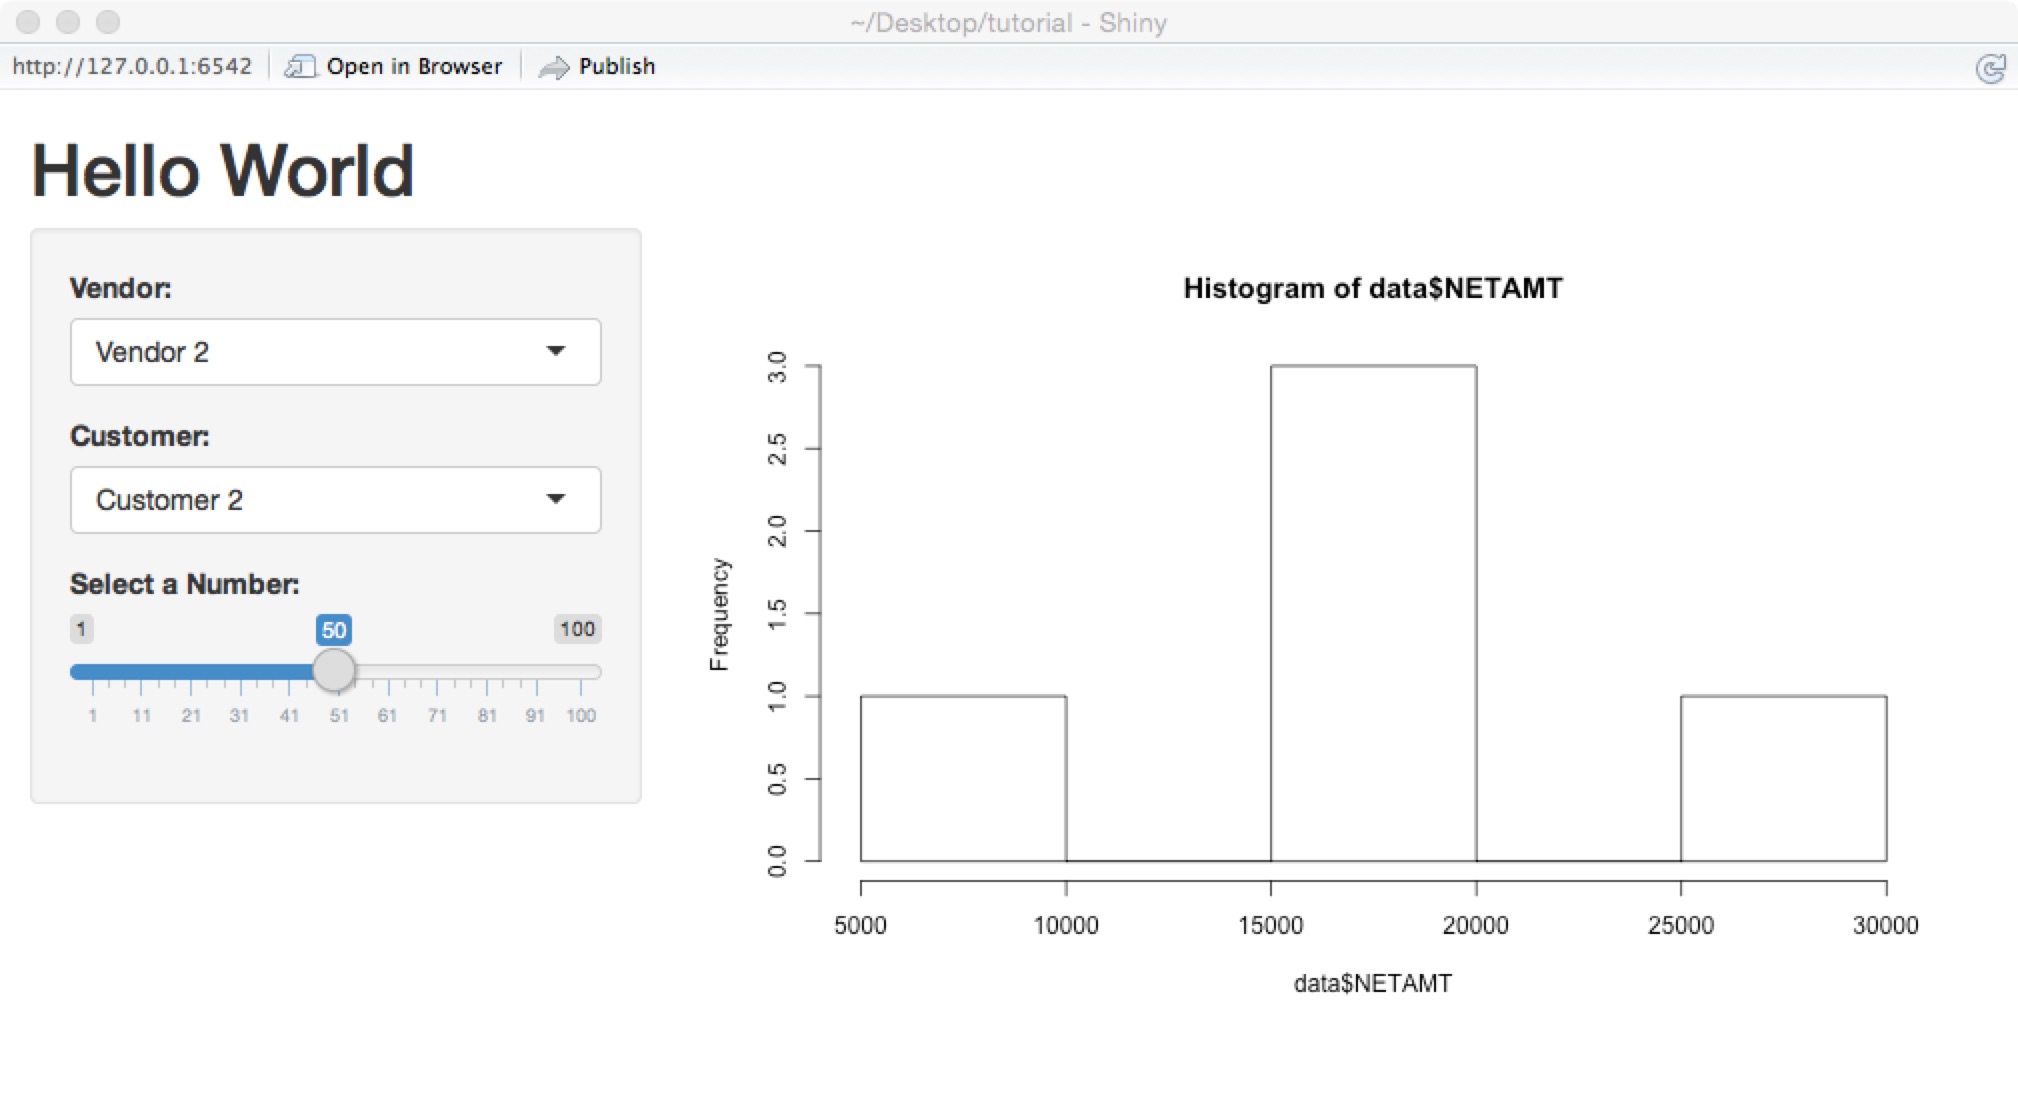 ~/Desktop/tutorial - Shiny
http://127.0.0.1:6542 Open in Browser Publish
Hello World
Vendor:
Vendor 2
Customer:
Customer 2
Select a Number:
1 50 100
1 11 21 31 41 51 61 71 81 91 100
Histogram of data$NETAMT
Frequency
3.0
2.5
2.0
1.5
1.0
0.5
0.0
5000 10000 15000 20000 25000 30000
data$NETAMT